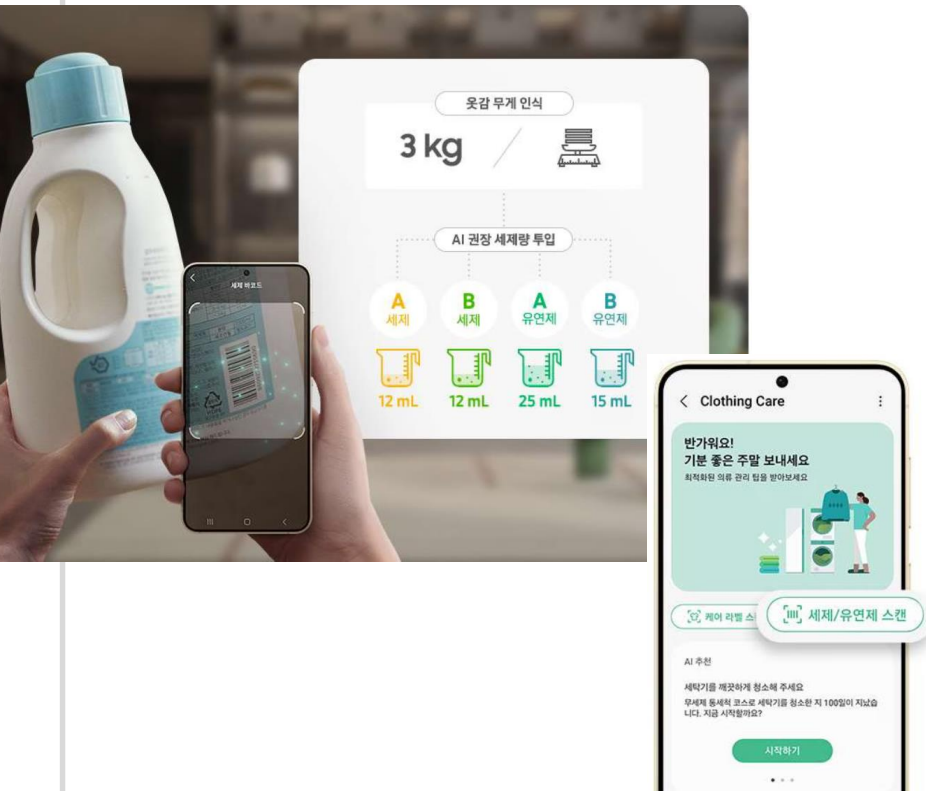 옷감 무게 인식
3 kg
AI 권장 세제량 투입
A
세제
B
세제
A
유연제
B
유연제
12 mL
12 mL
25 mL
15 mL
세제 바코드
Clothing Care
반가워요!
기분 좋은 주말 보내세요
최적화된 의류 관리 팁을 받아보세요
케어 라벨
세제/유연제 스캔
AI 추천
세탁기를 깨끗하게 청소해 주세요
무세제 통세척 코스로 세탁기를 청소한 지 100일이 지났습
니다. 지금 시작할까요?
시작하기